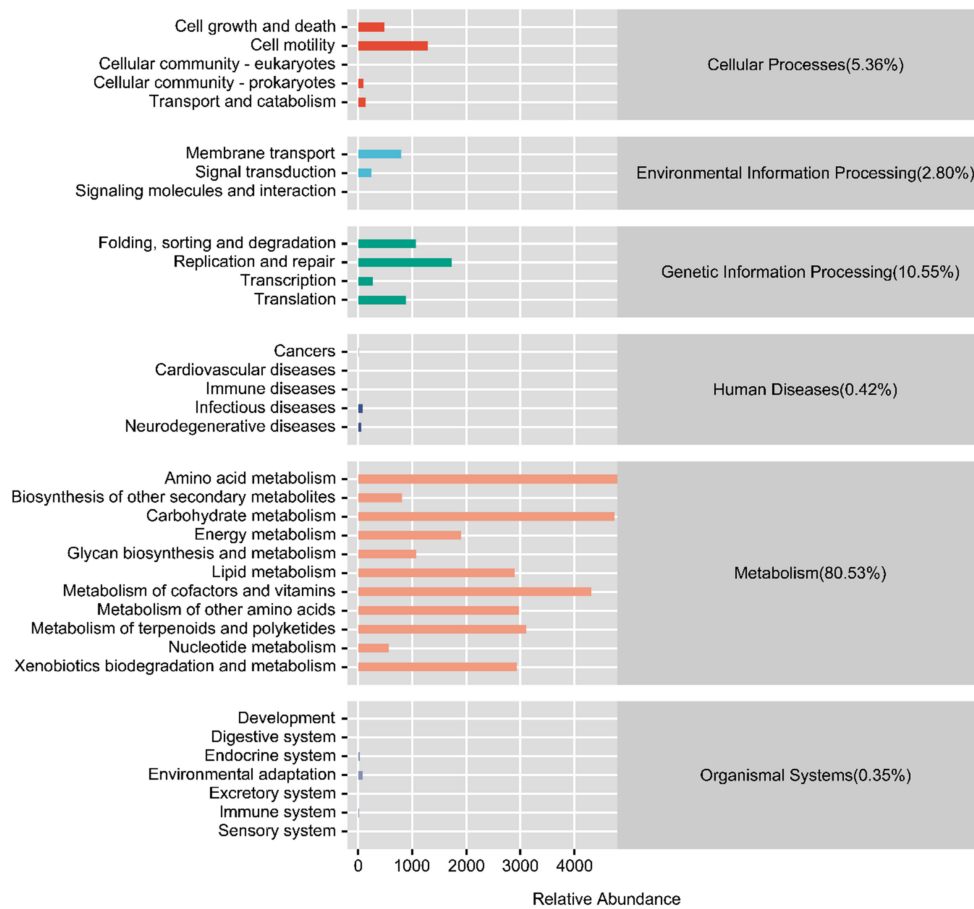 Cell growth and death
Cell motility
Cellular community - eukaryotes
Cellular community - prokaryotes
Transport and catabolism
Cellular Processes(5.36%)
Membrane transport
Signal transduction
Signaling molecules and interaction
Environmental Information Processing(2.80%)
Folding, sorting and degradation
Replication and repair
Transcription
Translation
Genetic Information Processing(10.55%)
Cancers
Cardiovascular diseases
Immune diseases
Infectious diseases
Neurodegenerative diseases
Human Diseases(0.42%)
Amino acid metabolism
Biosynthesis of other secondary metabolites
Carbohydrate metabolism
Energy metabolism
Glycan biosynthesis and metabolism
Lipid metabolism
Metabolism of cofactors and vitamins
Metabolism of other amino acids
Metabolism of terpenoids and polyketides
Nucleotide metabolism
Xenobiotics biodegradation and metabolism
Metabolism(80.53%)
Development
Digestive system
Endocrine system
Environmental adaptation
Excretory system
Immune system
Sensory system
Organismal Systems(0.35%)
0 1000 2000 3000 4000
Relative Abundance